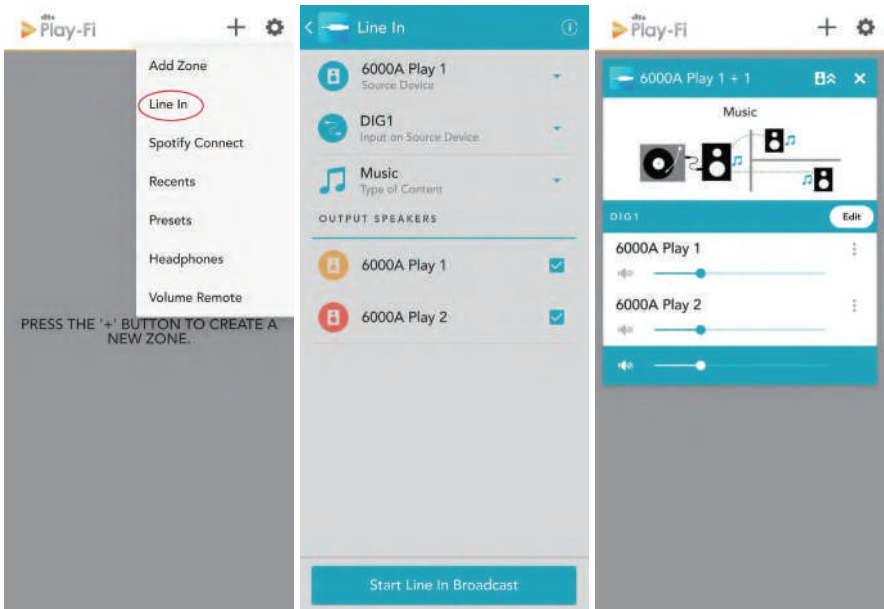 dts
Play-Fi
Add Zone
Line In
Spotify Connect
Recents
Presets
Headphones
Volume Remote
PRESS THE '+' BUTTON TO CREATE A
NEW ZONE.
Line In
6000A Play 1
Source Device
DIG1
Input on Source Device
Music
Type of Content
OUTPUT SPEAKERS
6000A Play 1
6000A Play 2
Start Line In Broadcast
dts
Play-Fi
6000A Play 1 + 1
Music
DIG1
Edit
6000A Play 1
6000A Play 2